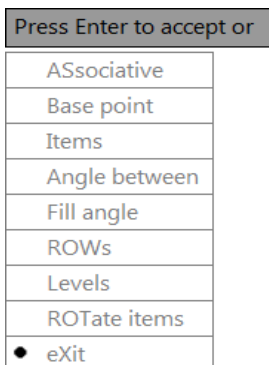 Press Enter to accept or
ASsociative
Base point
Items
Angle between
Fill angle
ROWs
Levels
ROTate items
eXit